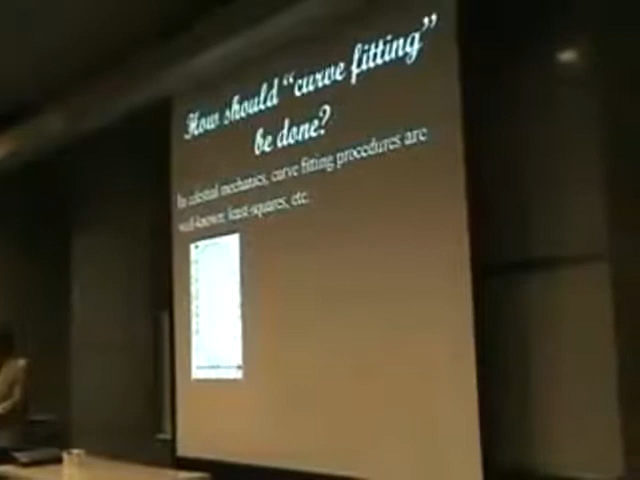 How should “curve fitting”
be done?
In celestial mechanics, curve fitting procedures are
well-known: least-squares, etc.